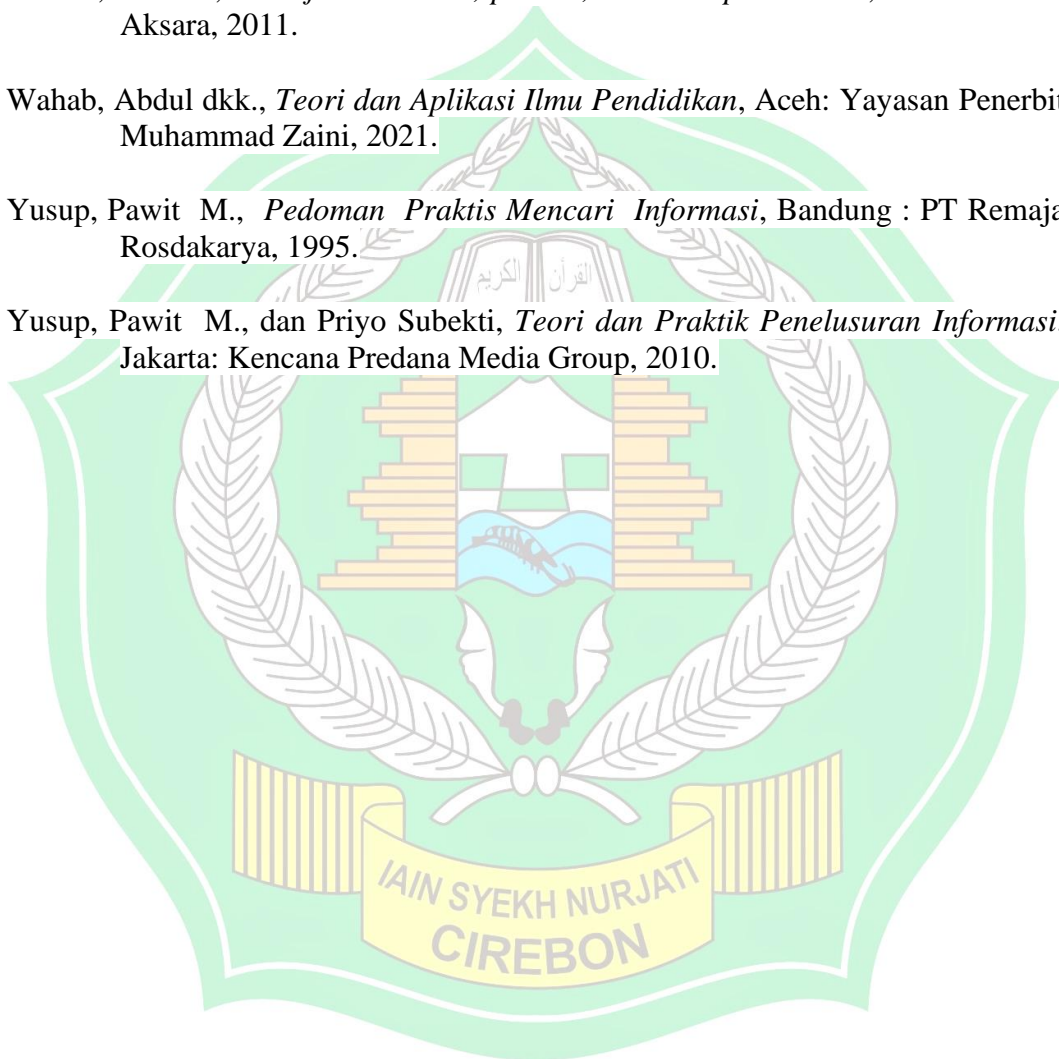 Aksara, 2011.
Wahab, Abdul dkk., Teori dan Aplikasi Ilmu Pendidikan, Aceh: Yayasan Penerbit
Muhammad Zaini, 2021.
Yusup, Pawit M., Pedoman Praktis Mencari Informasi, Bandung : PT Remaja
Rosdakarya, 1995.
Yusup, Pawit M., dan Priyo Subekti, Teori dan Praktik Penelusuran Informasi.
Jakarta: Kencana Predana Media Group, 2010.
القرأن الكريم
IAIN SYEKH NURJATI
CIREBON